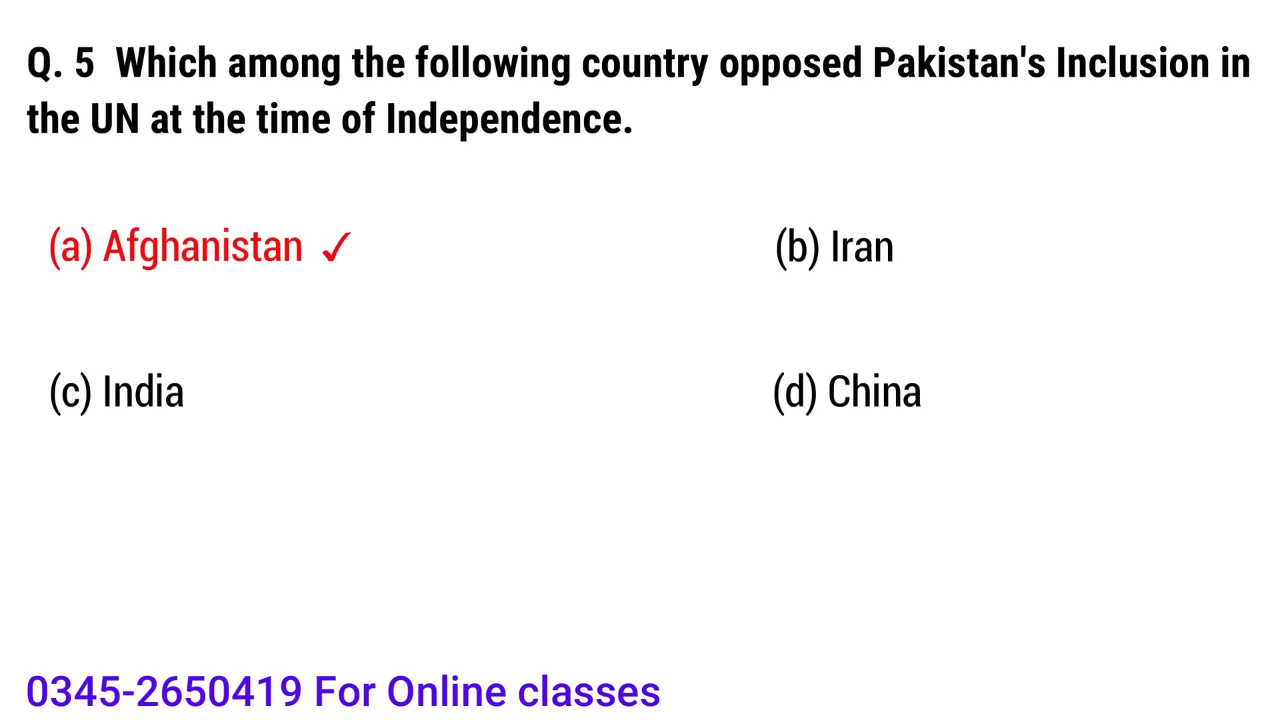 Q. 5 Which among the following country opposed Pakistan's Inclusion in
the UN at the time of Independence.
(a) Afghanistan ✓
(b) Iran
(c) India
(d) China
0345-2650419 For Online classes